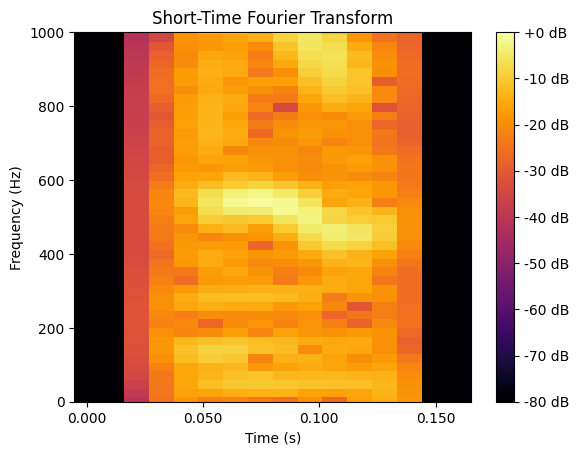 Short-Time Fourier Transform
1000
800
600
400
200
0
Frequency (Hz)
0.000
0.050
0.100
0.150
Time (s)
+0 dB
-10 dB
-20 dB
-30 dB
-40 dB
-50 dB
-60 dB
-70 dB
-80 dB